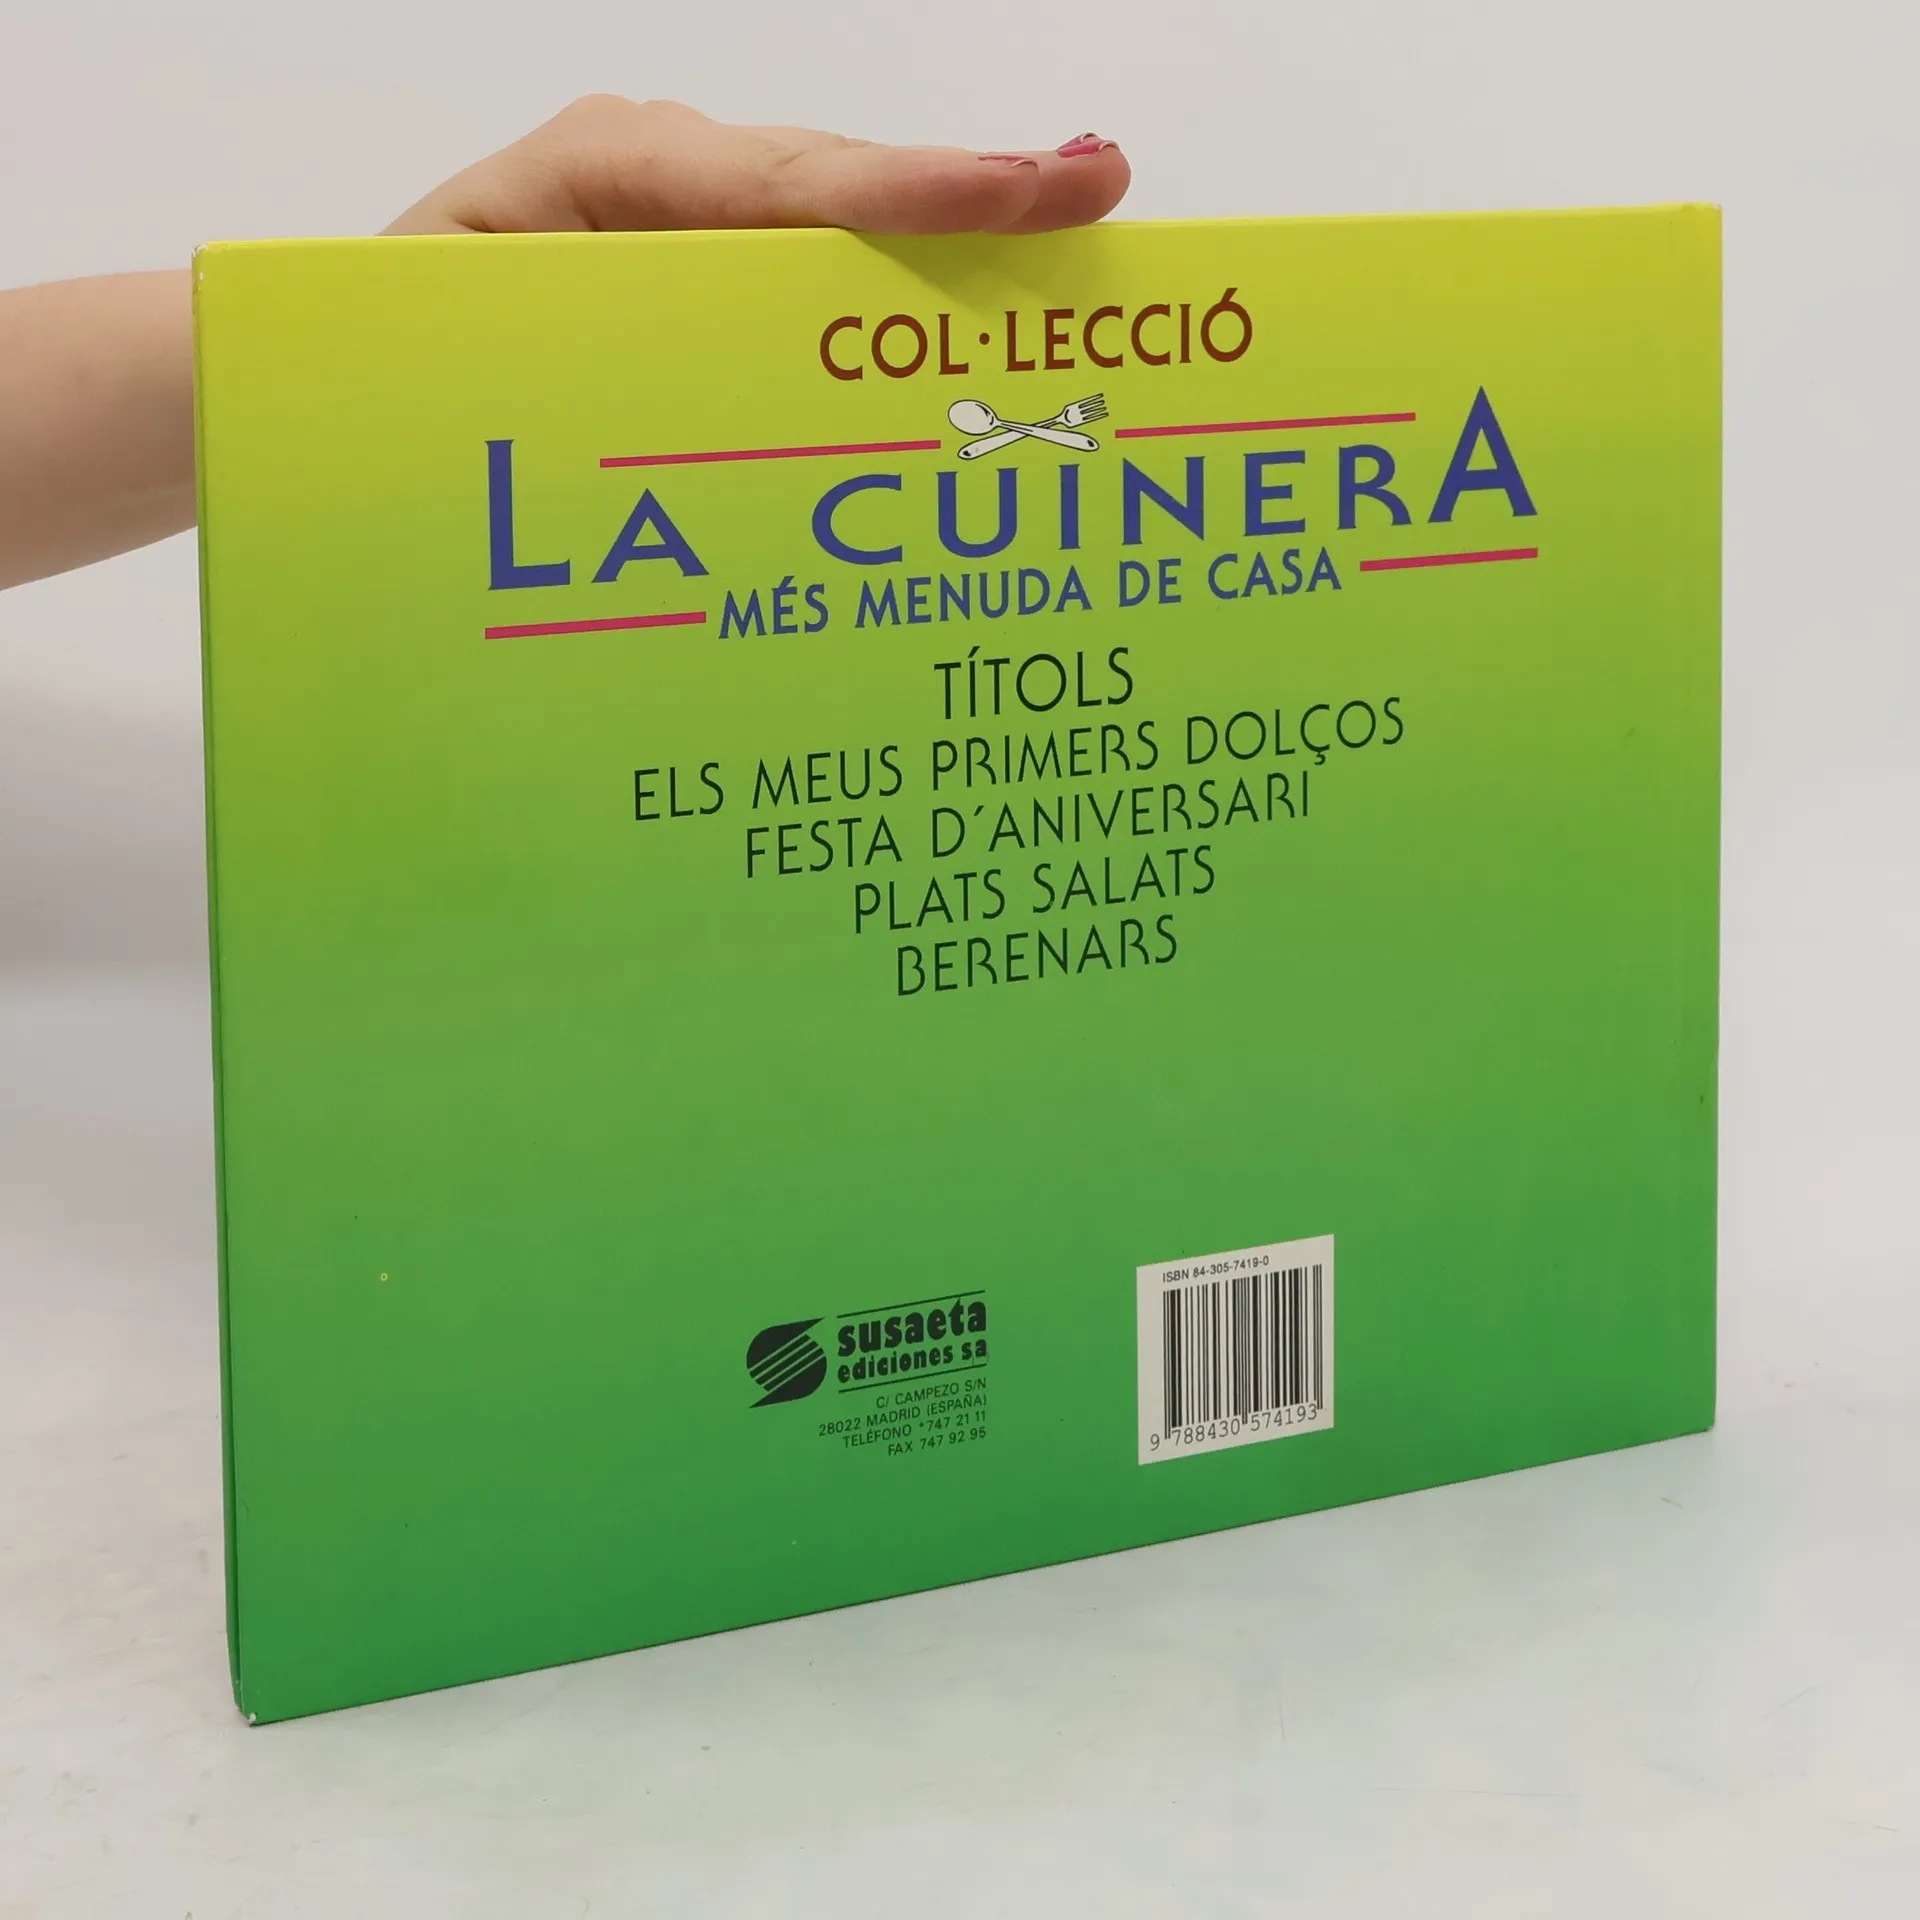 COL·LECCIÓ
LA CUINERA
MÉS MENUDA DE CASA
TÍTOLS
ELS MEUS PRIMERS DOLÇOS
FESTA D´ANIVERSARI
PLATS SALATS
BERENARS
susaeta
ediciones sa
C/ CAMPEZO S/N
28022 MADRID (ESPAÑA)
TELÉFONO *747 21 11
FAX 747 92 95
ISBN 84-305-7419-0
9 788430 574193